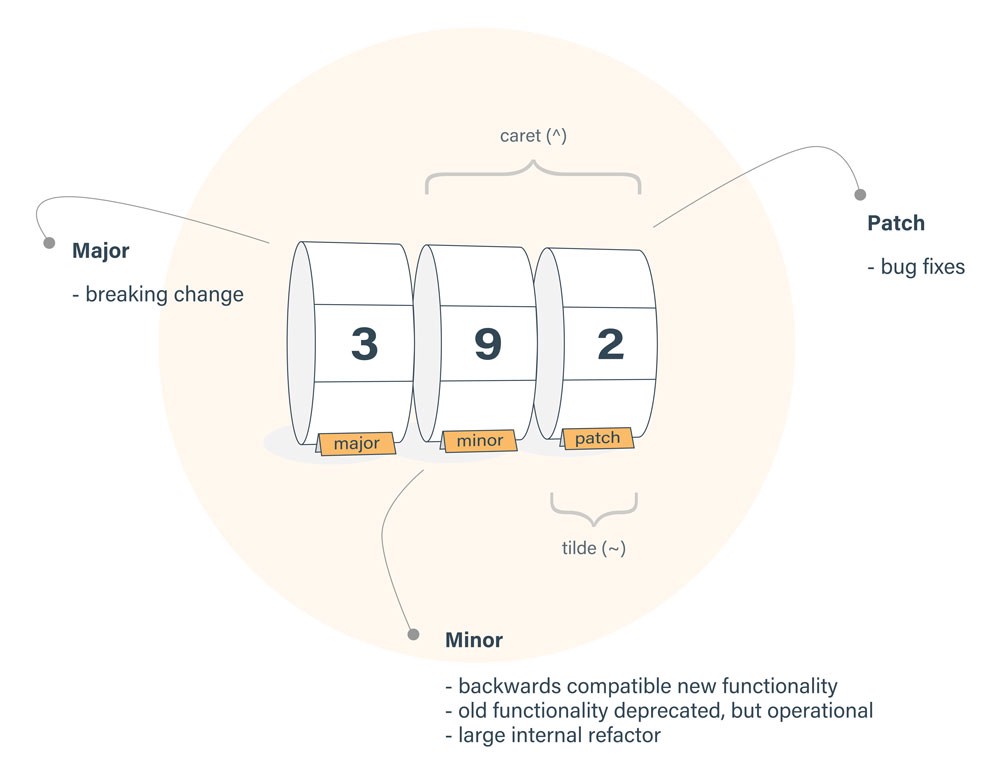 caret (^)
Patch
- bug fixes
Major
- breaking change
3 9 2
major minor patch
tilde (~)
Minor
- backwards compatible new functionality
- old functionality deprecated, but operational
- large internal refactor